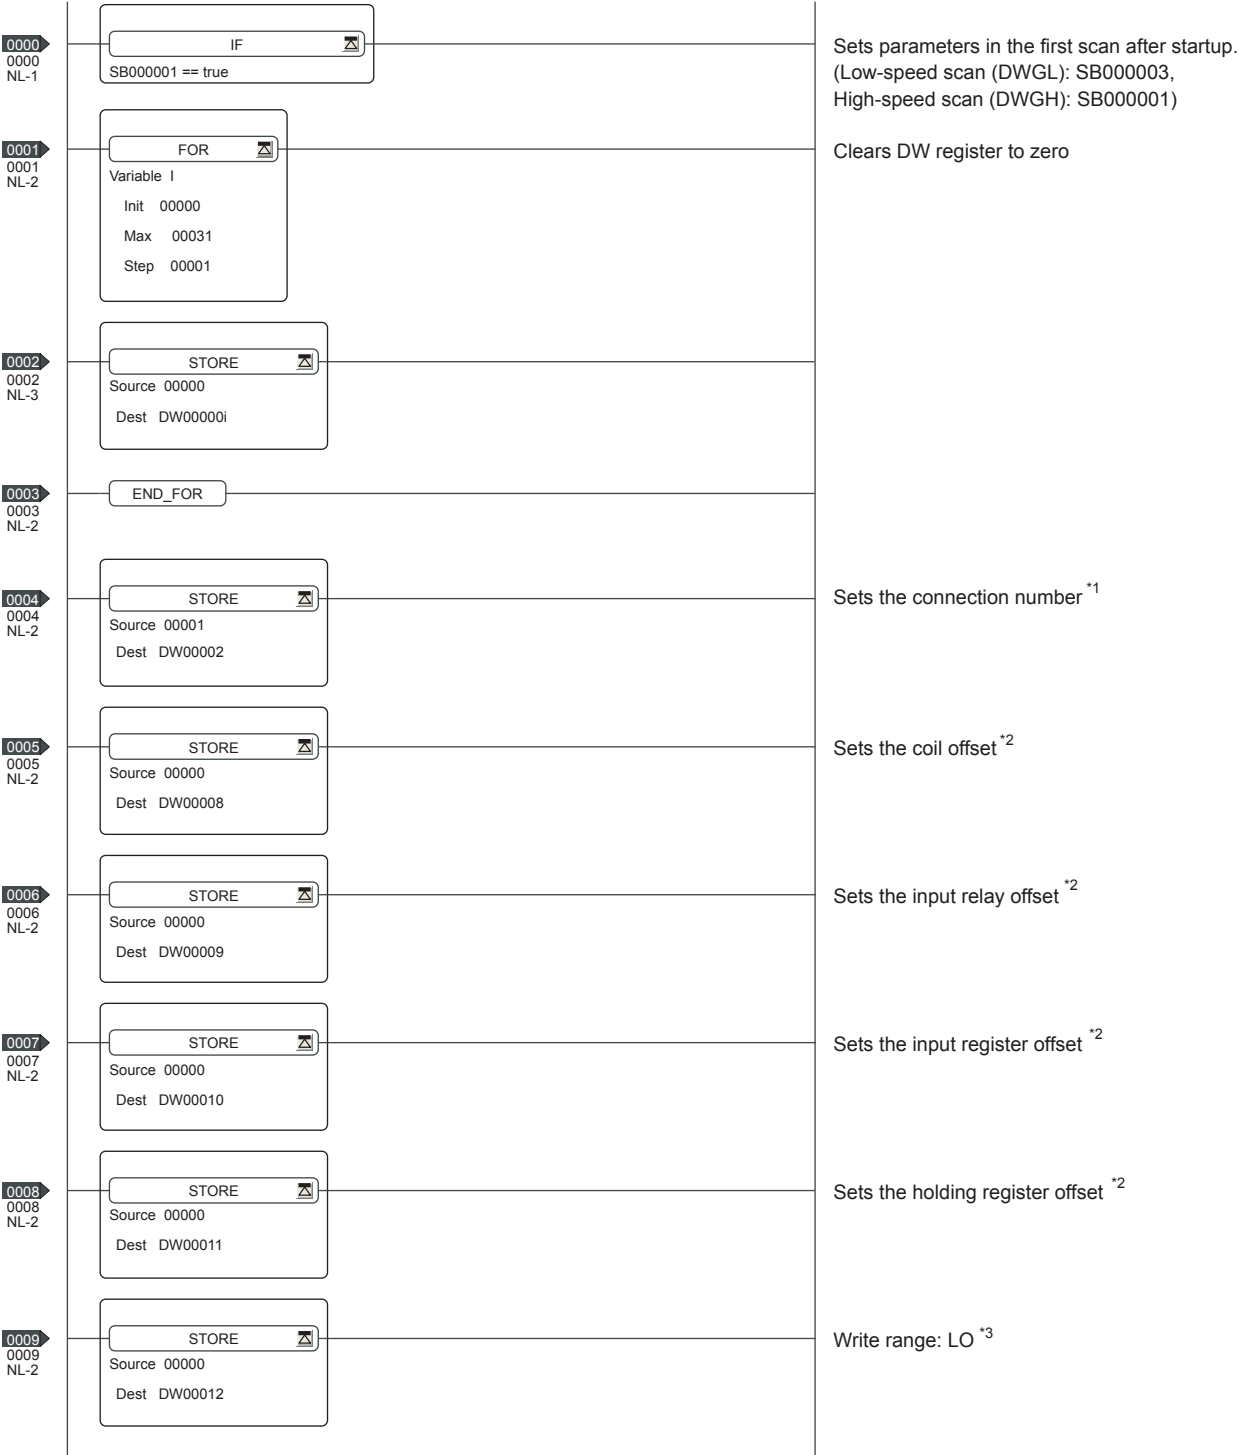 0000
0000
NL-1
IF
SB000001 == true
Sets parameters in the first scan after startup.
(Low-speed scan (DWGL): SB000003,
High-speed scan (DWGH): SB000001)
0001
0001
NL-2
FOR
Variable I
Init 00000
Max 00031
Step 00001
Clears DW register to zero
0002
0002
NL-3
STORE
Source 00000
Dest DW00000i
0003
0003
NL-2
END_FOR
0004
0004
NL-2
STORE
Source 00001
Dest DW00002
Sets the connection number *1
0005
0005
NL-2
STORE
Source 00000
Dest DW00008
Sets the coil offset *2
0006
0006
NL-2
STORE
Source 00000
Dest DW00009
Sets the input relay offset *2
0007
0007
NL-2
STORE
Source 00000
Dest DW00010
Sets the input register offset *2
0008
0008
NL-2
STORE
Source 00000
Dest DW00011
Sets the holding register offset *2
0009
0009
NL-2
STORE
Source 00000
Dest DW00012
Write range: LO *3